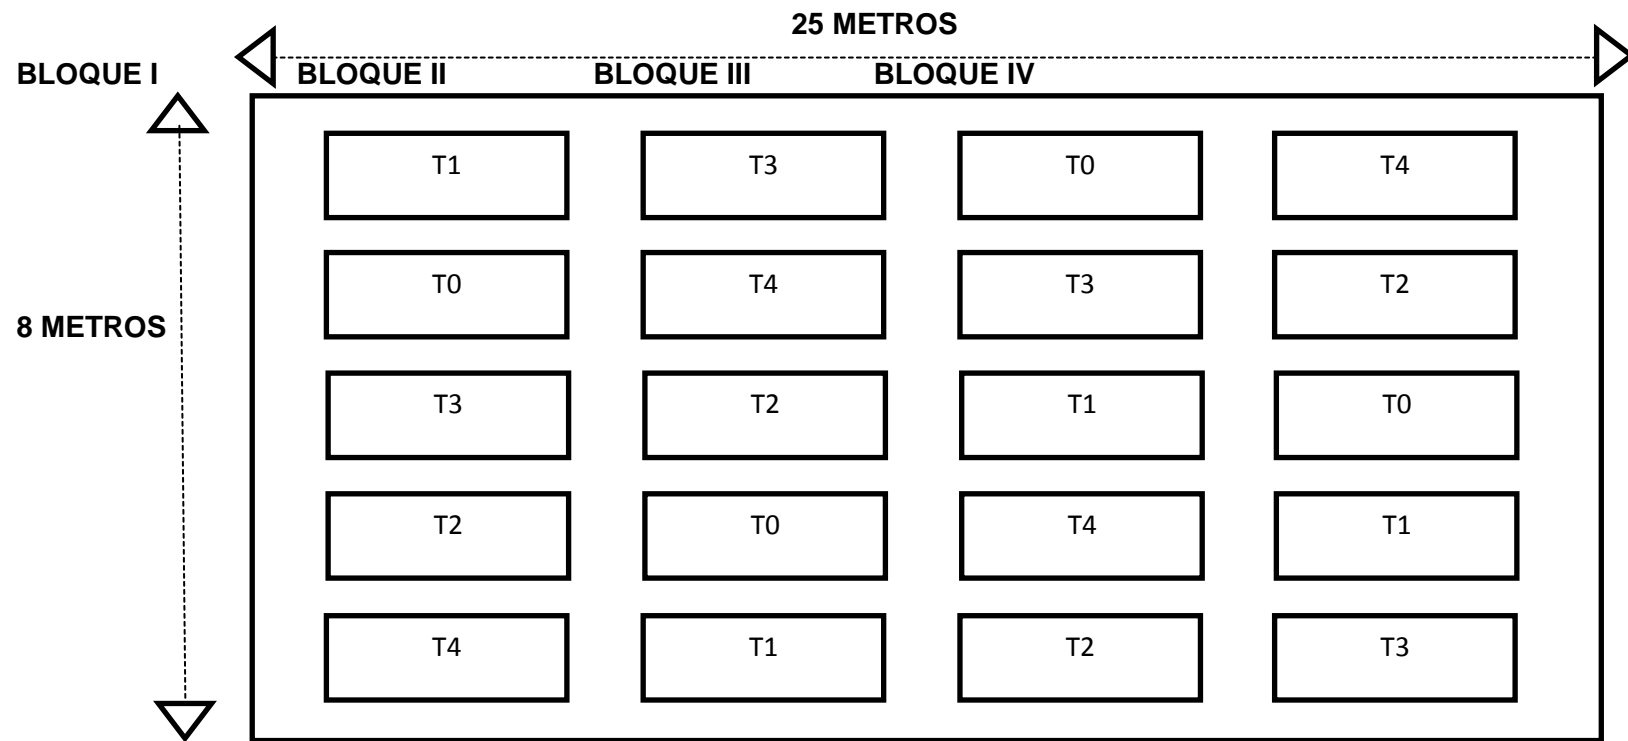 25 METROS
BLOQUE I BLOQUE II BLOQUE III BLOQUE IV
T1 T3 T0 T4
T0 T4 T3 T2
8 METROS
T3 T2 T1 T0
T2 T0 T4 T1
T4 T1 T2 T3